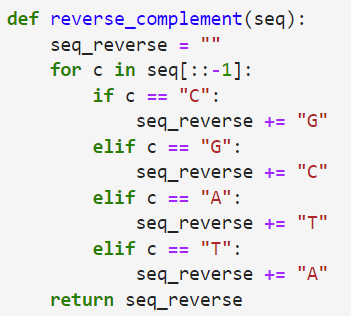 def reverse_complement(seq):
    seq_reverse = ""
    for c in seq[::-1]:
        if c == "C":
            seq_reverse += "G"
        elif c == "G":
            seq_reverse += "C"
        elif c == "A":
            seq_reverse += "T"
        elif c == "T":
            seq_reverse += "A"
    return seq_reverse